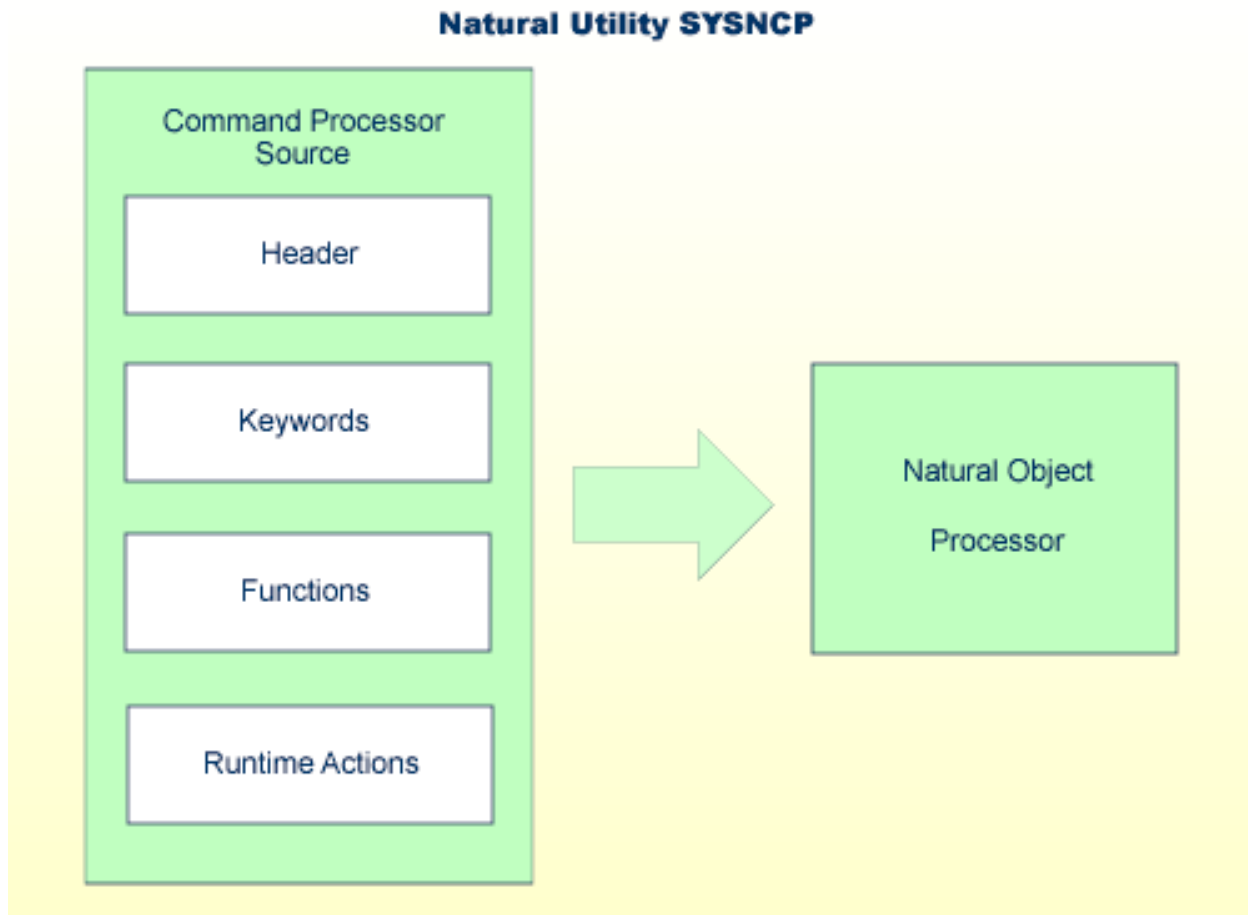 Natural Utility SYSNCP
Command Processor
Source
Header
Keywords
Functions
Runtime Actions
Natural Object
Processor